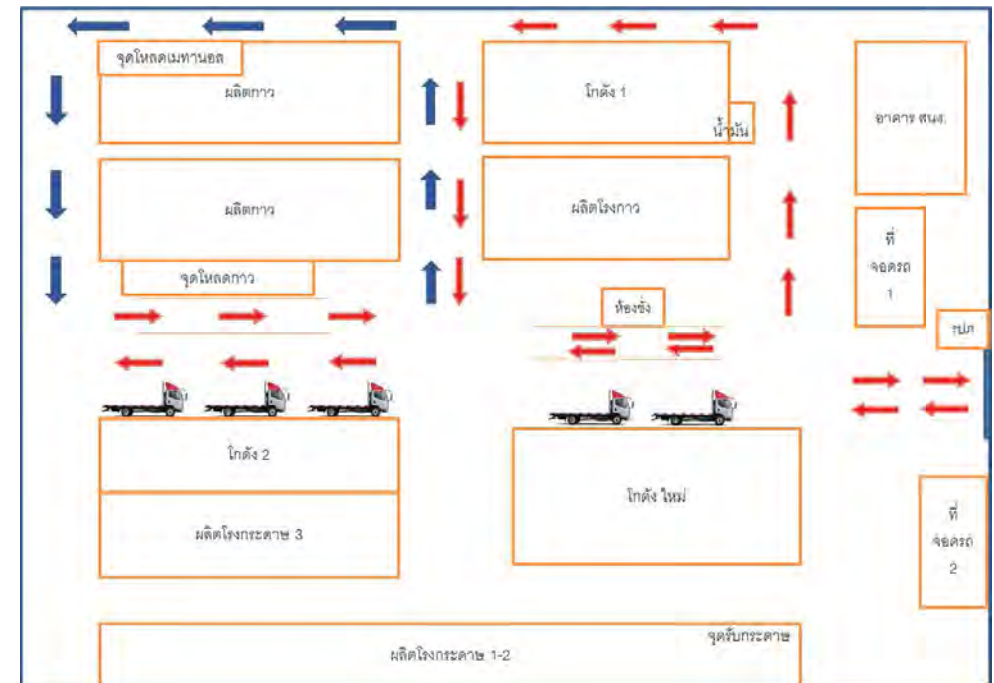 จุดโหลดเมทานอล
ผลิตกาว
โกดัง 1
น้ำมัน
อาคาร สนง.
ผลิตกาว
ผลิตโรงกาว
ที่
จอดรถ
1
จุดโหลดกาว
ห้องชั่ง
รปภ
โกดัง 2
โกดัง ใหม่
ผลิตโรงกระดาษ 3
ที่
จอดรถ
2
จุดรับกระดาษ
ผลิตโรงกระดาษ 1-2